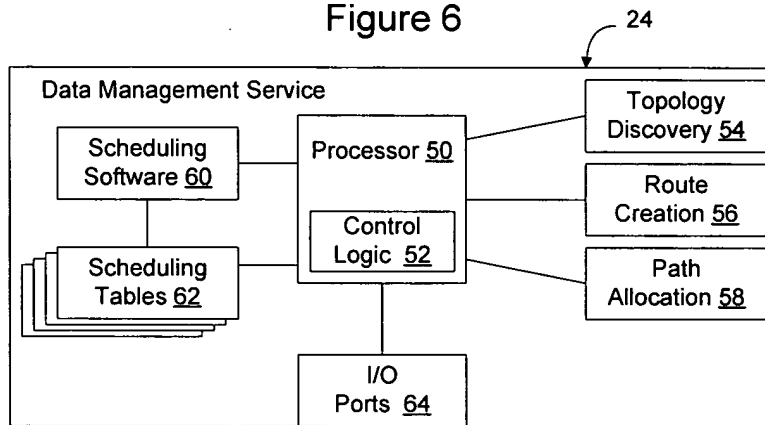 Figure 6
24
Data Management Service
Scheduling
Software 60
Scheduling
Tables 62
Processor 50
Control
Logic 52
I/O
Ports 64
Topology
Discovery 54
Route
Creation 56
Path
Allocation 58